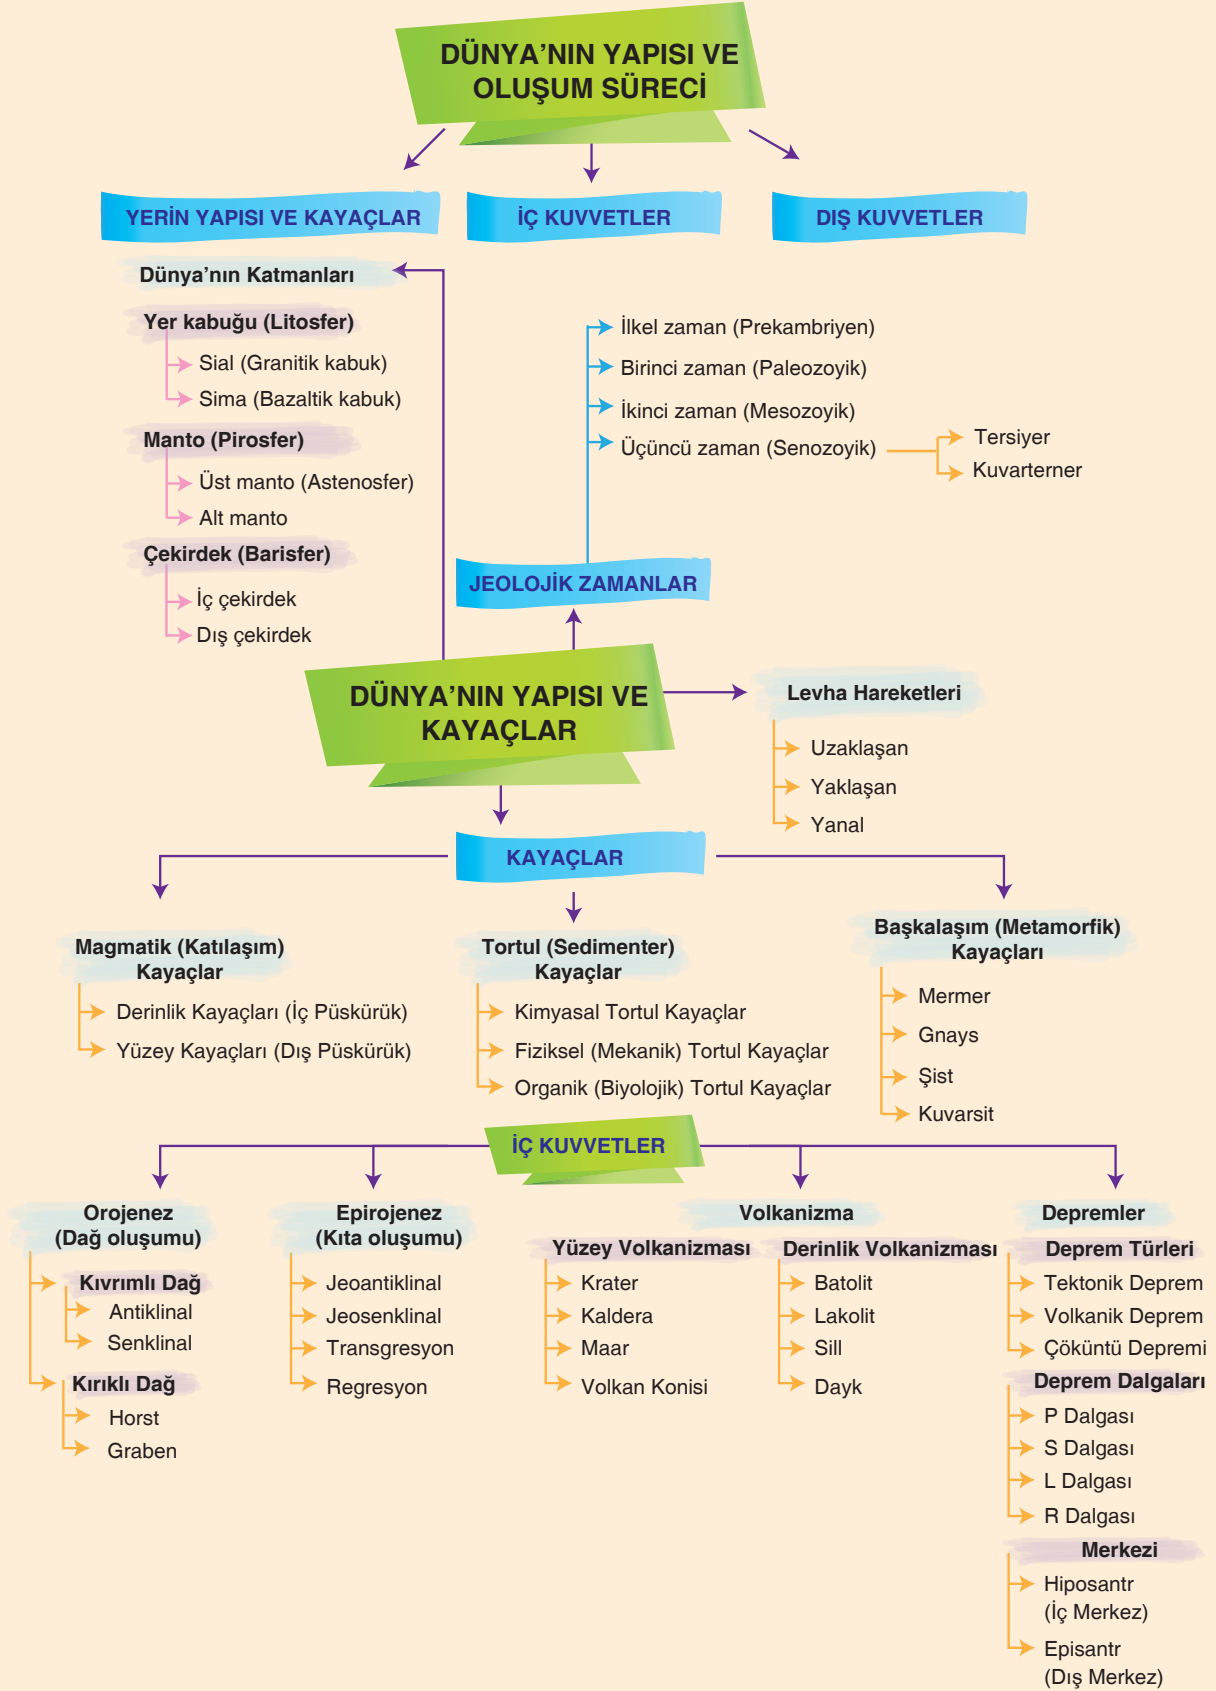 DÜNYA’NIN YAPISI VE
OLUŞUM SÜRECİ
YERİN YAPISI VE KAYAÇLAR
İÇ KUVVETLER
DIŞ KUVVETLER
Dünya’nın Katmanları
Yer kabuğu (Litosfer)
Sial (Granitik kabuk)
Sima (Bazaltik kabuk)
Manto (Pirosfer)
Üst manto (Astenosfer)
Alt manto
Çekirdek (Barisfer)
İç çekirdek
Dış çekirdek
İlkel zaman (Prekambriyen)
Birinci zaman (Paleozoyik)
İkinci zaman (Mesozoyik)
Üçüncü zaman (Senozoyik)
Tersiyer
Kuvarterner
JEOLOJİK ZAMANLAR
DÜNYA’NIN YAPISI VE
KAYAÇLAR
Levha Hareketleri
Uzaklaşan
Yaklaşan
Yanal
KAYAÇLAR
Magmatik (Katılaşım)
Kayaçlar
Derinlik Kayaçları (İç Püskürük)
Yüzey Kayaçları (Dış Püskürük)
Tortul (Sedimenter)
Kayaçlar
Kimyasal Tortul Kayaçlar
Fiziksel (Mekanik) Tortul Kayaçlar
Organik (Biyolojik) Tortul Kayaçlar
Başkalaşım (Metamorfik)
Kayaçları
Mermer
Gnays
Şist
Kuvarsit
İÇ KUVVETLER
Orojenez
(Dağ oluşumu)
Kıvrımlı Dağ
Antiklinal
Senklinal
Kırıklı Dağ
Horst
Graben
Epirojenez
(Kıta oluşumu)
Jeoantiklinal
Jeosenklinal
Transgresyon
Regresyon
Volkanizma
Yüzey Volkanizması
Krater
Kaldera
Maar
Volkan Konisi
Derinlik Volkanizması
Batolit
Lakolit
Sill
Dayk
Depremler
Deprem Türleri
Tektonik Deprem
Volkanik Deprem
Çöküntü Depremi
Deprem Dalgaları
P Dalgası
S Dalgası
L Dalgası
R Dalgası
Merkezi
Hiposantr
(İç Merkez)
Episantr
(Dış Merkez)